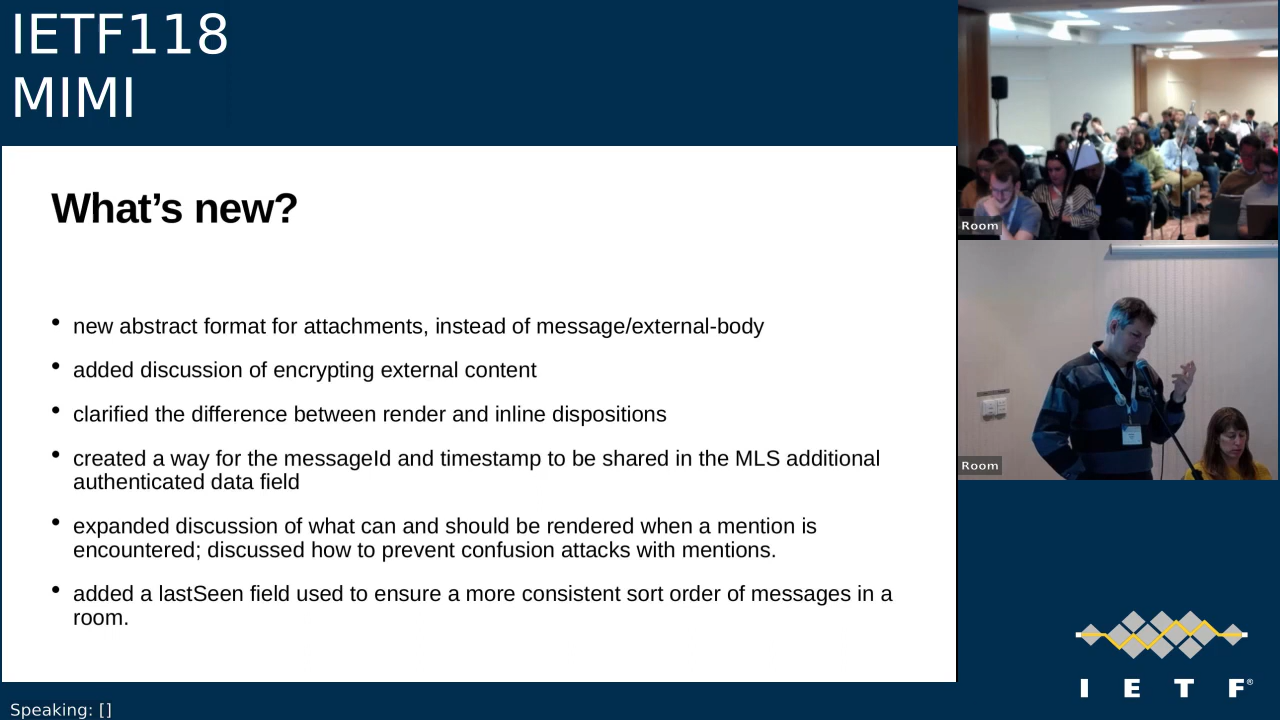 IETF118
MIMI
What's new?
• new abstract format for attachments, instead of message/external-body
• added discussion of encrypting external content
• clarified the difference between render and inline dispositions
• created a way for the messageId and timestamp to be shared in the MLS additional
authenticated data field
• expanded discussion of what can and should be rendered when a mention is
encountered; discussed how to prevent confusion attacks with mentions.
• added a lastSeen field used to ensure a more consistent sort order of messages in a
room.
Room
Room
I E T F®
Speaking: []